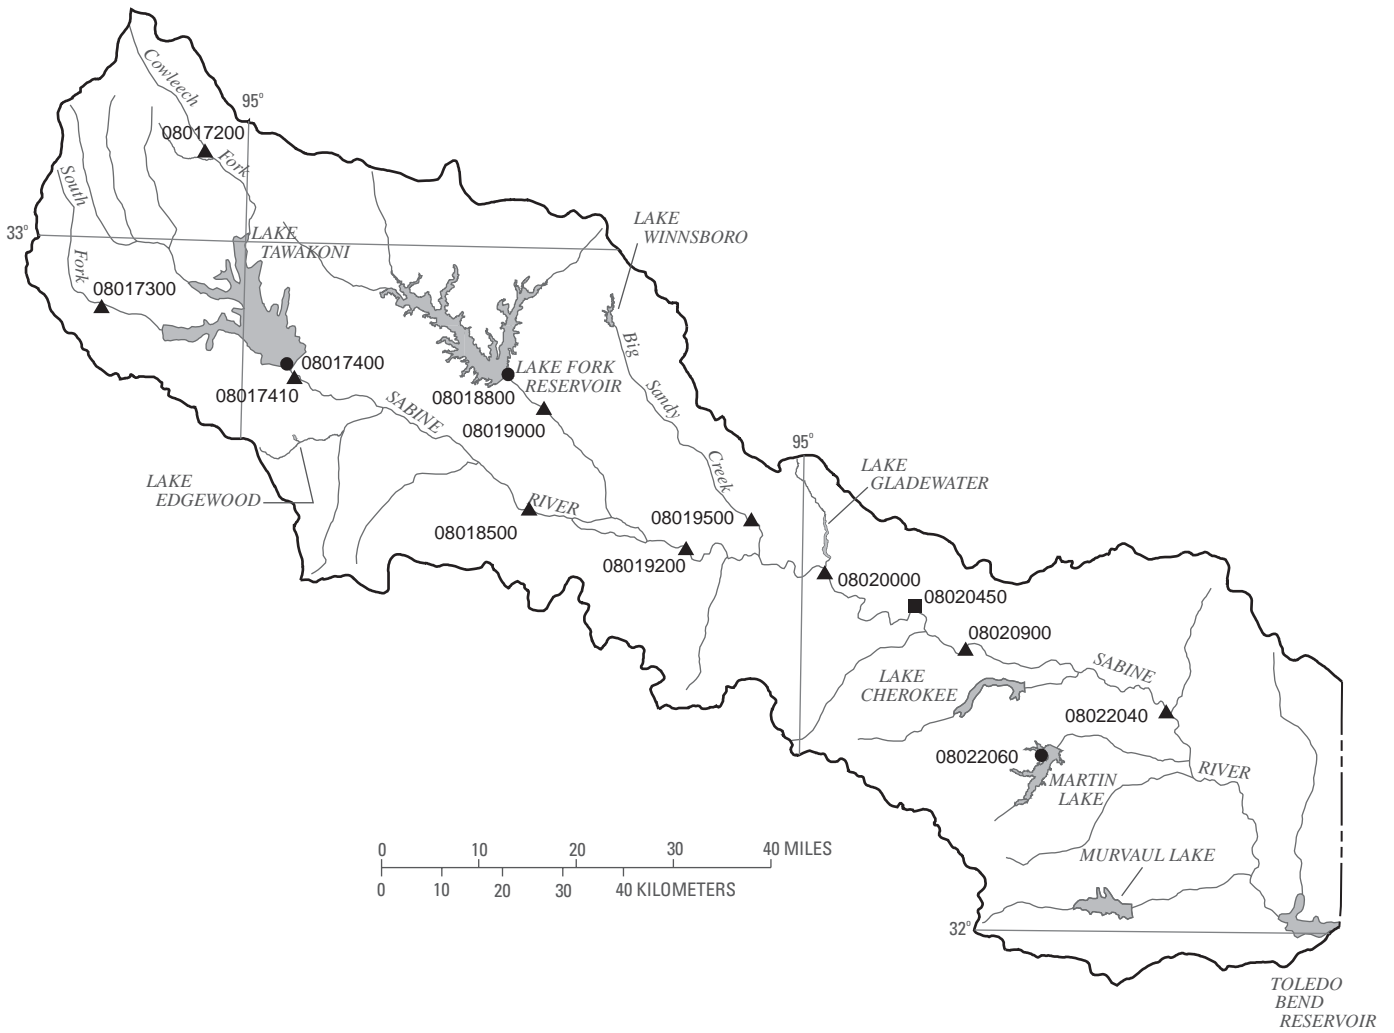 Cowleech
95°
08017200
Fork
South
LAKE
WINNSBORO
33°
LAKE
TAWAKONI
Fork
08017300
Big
08017400
LAKE FORK
RESERVOIR
08017410
08018800
SABINE
Sandy
08019000
95°
Creek
LAKE
GLADEWATER
LAKE
EDGEWOOD
RIVER
08019500
08018500
08019200
08020000
08020450
08020900
SABINE
LAKE
CHEROKEE
08022040
08022060
RIVER
MARTIN
LAKE
0 10 20 30 40 MILES
0 10 20 30 40 KILOMETERS
MURVAUL LAKE
32°
TOLEDO
BEND
RESERVOIR